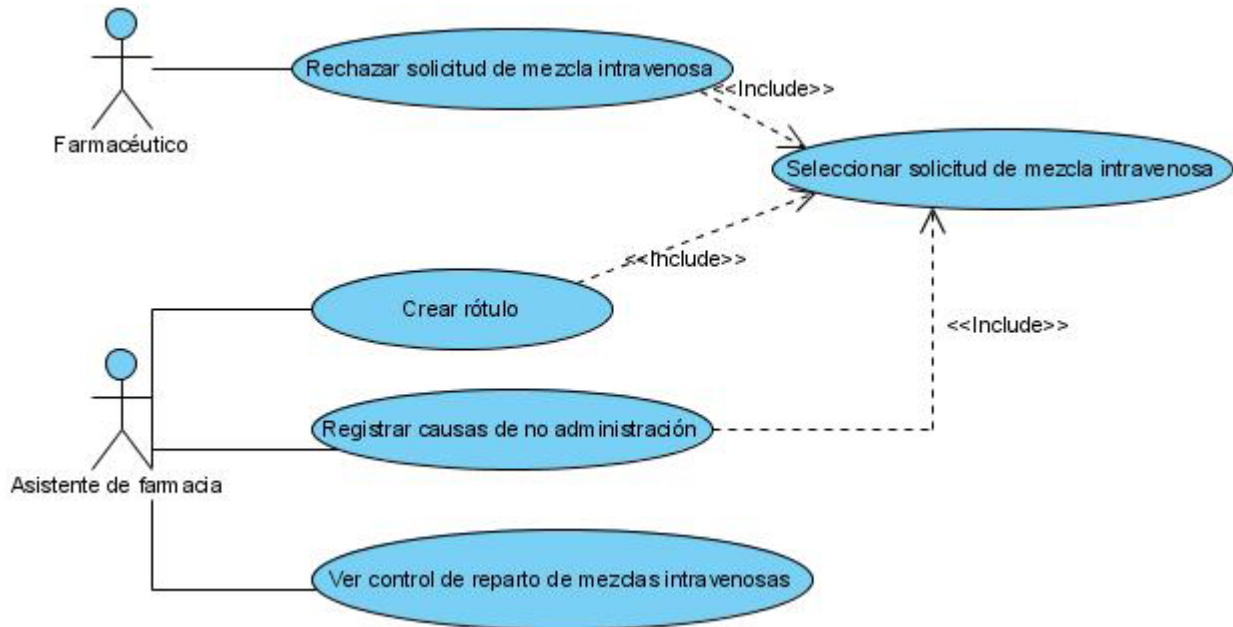 Rechazar solicitud de mezcla intravenosa
<<Include>>
Farmacéutico
Seleccionar solicitud de mezcla intravenosa
<<Include>>
Crear rótulo
<<Include>>
Registrar causas de no administración
Asistente de farmacia
Ver control de reparto de mezclas intravenosas